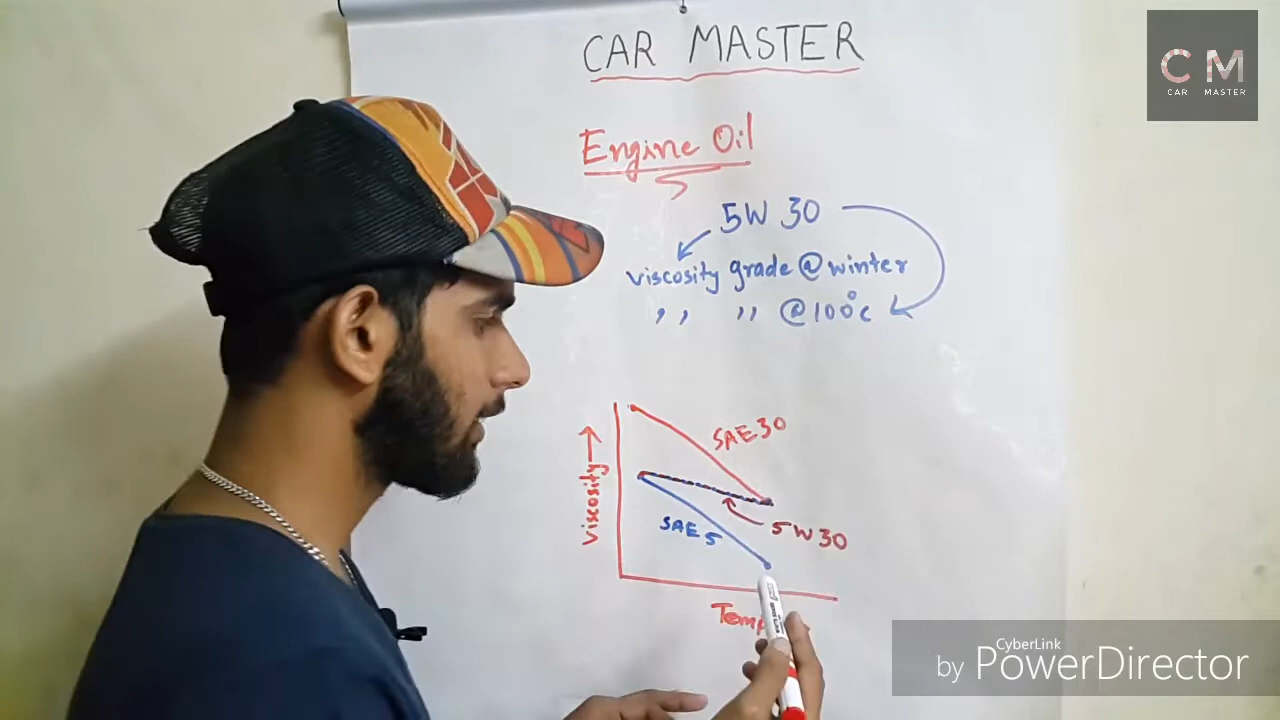 CAR MASTER
CM
CAR MASTER
Engine Oil
5W 30
viscosity grade @ winter
,, ,, @ 100°c
SAE 30
viscosity
SAE 5
5W 30
CyberLink
by PowerDirector